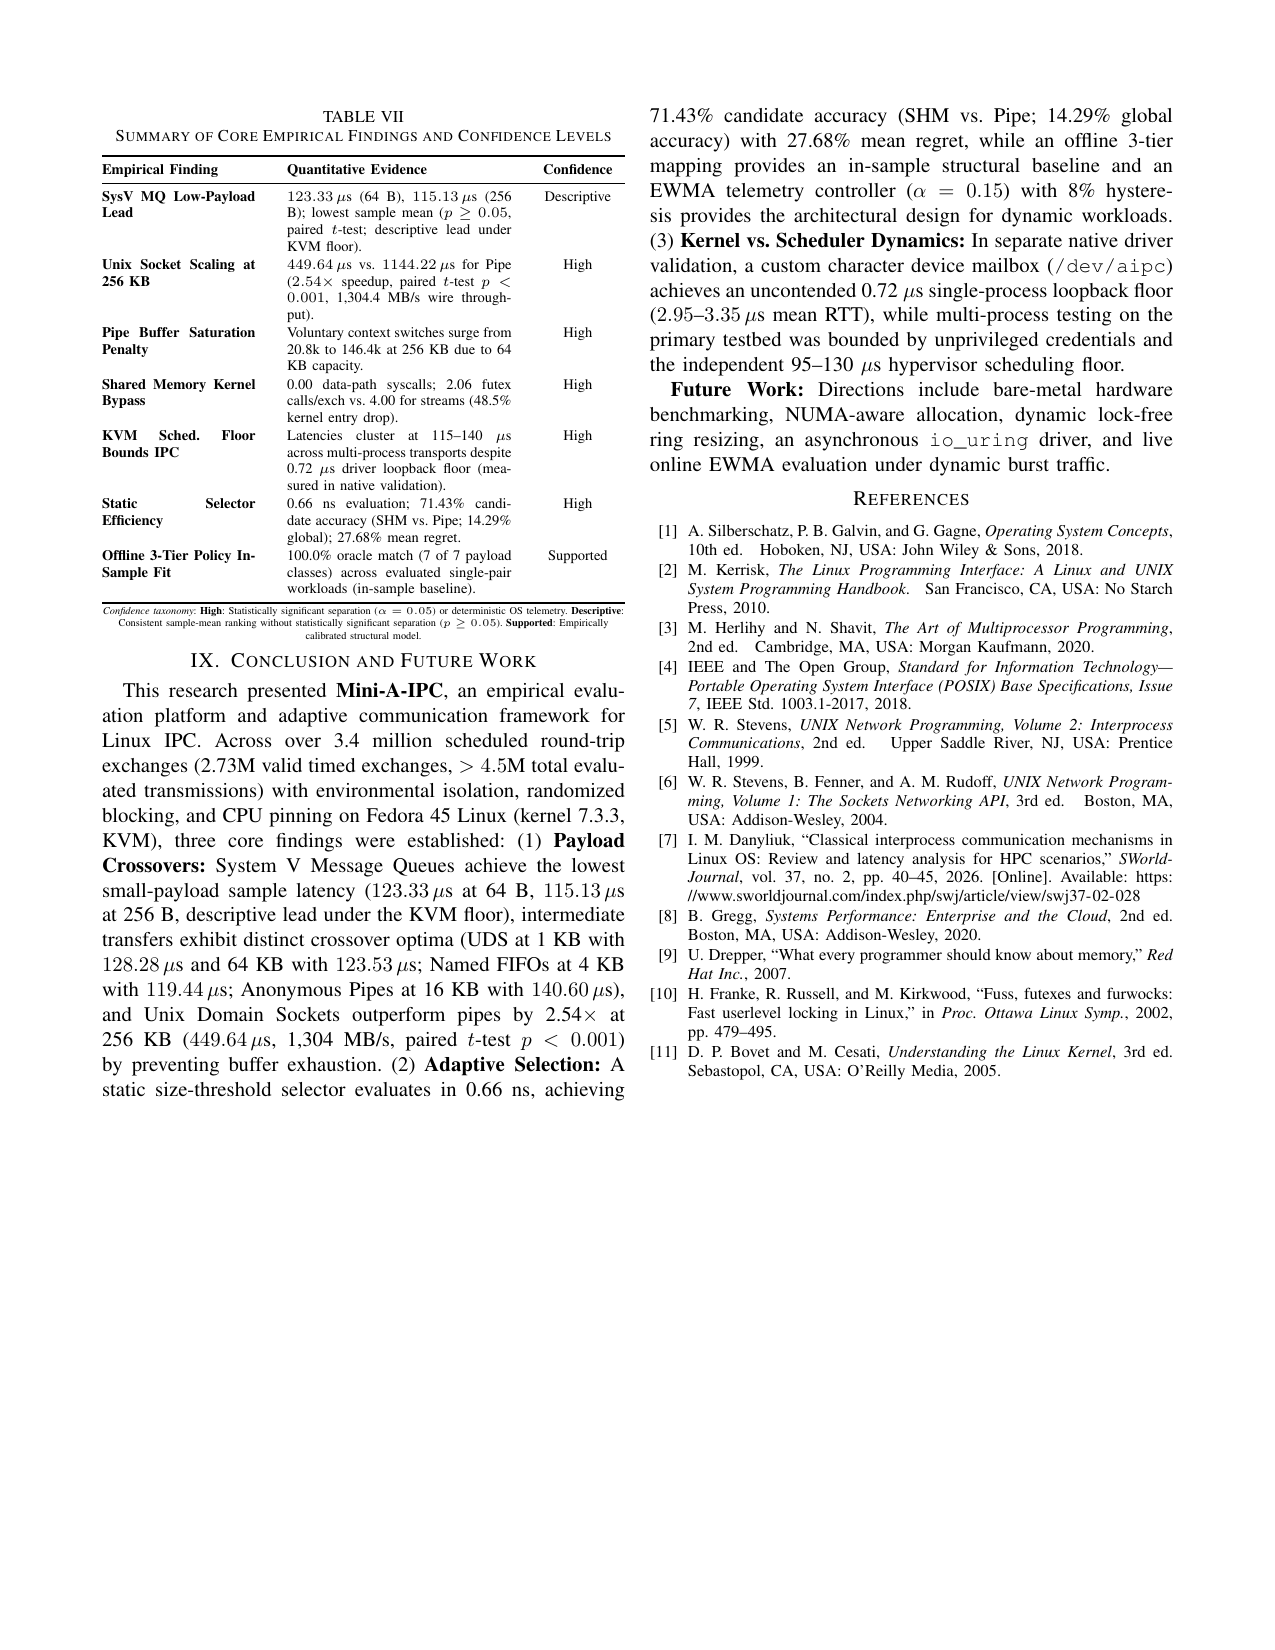 TABLE VII
SUMMARY OF CORE EMPIRICAL FINDINGS AND CONFIDENCE LEVELS
Empirical Finding Quantitative Evidence Confidence
SysV MQ Low-Payload Lead 123.33 μs (64 B), 115.13 μs (256 B); lowest sample mean (p ≥ 0.05, paired t-test; descriptive lead under KVM floor). Descriptive
Unix Socket Scaling at 256 KB 449.64 μs vs. 1144.22 μs for Pipe (2.54× speedup, paired t-test p < 0.001, 1,304.4 MB/s wire throughput). High
Pipe Buffer Saturation Penalty Voluntary context switches surge from 20.8k to 146.4k at 256 KB due to 64 KB capacity. High
Shared Memory Kernel Bypass 0.00 data-path syscalls; 2.06 futex calls/exch vs. 4.00 for streams (48.5% kernel entry drop). High
KVM Sched. Floor Bounds IPC Latencies cluster at 115–140 μs across multi-process transports despite 0.72 μs driver loopback floor (measured in native validation). High
Static Selector Efficiency 0.66 ns evaluation; 71.43% candidate accuracy (SHM vs. Pipe; 14.29% global); 27.68% mean regret. High
Offline 3-Tier Policy In-Sample Fit 100.0% oracle match (7 of 7 payload classes) across evaluated single-pair workloads (in-sample baseline). Supported
Confidence taxonomy: High: Statistically significant separation (α = 0.05) or deterministic OS telemetry. Descriptive:
Consistent sample-mean ranking without statistically significant separation (p ≥ 0.05). Supported: Empirically
calibrated structural model.
IX. CONCLUSION AND FUTURE WORK
This research presented Mini-A-IPC, an empirical evalu-
ation platform and adaptive communication framework for
Linux IPC. Across over 3.4 million scheduled round-trip
exchanges (2.73M valid timed exchanges, > 4.5M total evalu-
ated transmissions) with environmental isolation, randomized
blocking, and CPU pinning on Fedora 45 Linux (kernel 7.3.3,
KVM), three core findings were established: (1) Payload
Crossovers: System V Message Queues achieve the lowest
small-payload sample latency (123.33 μs at 64 B, 115.13 μs
at 256 B, descriptive lead under the KVM floor), intermediate
transfers exhibit distinct crossover optima (UDS at 1 KB with
128.28 μs and 64 KB with 123.53 μs; Named FIFOs at 4 KB
with 119.44 μs; Anonymous Pipes at 16 KB with 140.60 μs),
and Unix Domain Sockets outperform pipes by 2.54× at
256 KB (449.64 μs, 1,304 MB/s, paired t-test p < 0.001)
by preventing buffer exhaustion. (2) Adaptive Selection: A
static size-threshold selector evaluates in 0.66 ns, achieving
71.43% candidate accuracy (SHM vs. Pipe; 14.29% global
accuracy) with 27.68% mean regret, while an offline 3-tier
mapping provides an in-sample structural baseline and an
EWMA telemetry controller (α = 0.15) with 8% hystere-
sis provides the architectural design for dynamic workloads.
(3) Kernel vs. Scheduler Dynamics: In separate native driver
validation, a custom character device mailbox (/dev/aipc)
achieves an uncontended 0.72 μs single-process loopback floor
(2.95–3.35 μs mean RTT), while multi-process testing on the
primary testbed was bounded by unprivileged credentials and
the independent 95–130 μs hypervisor scheduling floor.
Future Work: Directions include bare-metal hardware
benchmarking, NUMA-aware allocation, dynamic lock-free
ring resizing, an asynchronous io_uring driver, and live
online EWMA evaluation under dynamic burst traffic.
REFERENCES
[1] A. Silberschatz, P. B. Galvin, and G. Gagne, Operating System Concepts,
10th ed. Hoboken, NJ, USA: John Wiley & Sons, 2018.
[2] M. Kerrisk, The Linux Programming Interface: A Linux and UNIX
System Programming Handbook. San Francisco, CA, USA: No Starch
Press, 2010.
[3] M. Herlihy and N. Shavit, The Art of Multiprocessor Programming,
2nd ed. Cambridge, MA, USA: Morgan Kaufmann, 2020.
[4] IEEE and The Open Group, Standard for Information Technology—
Portable Operating System Interface (POSIX) Base Specifications, Issue
7, IEEE Std. 1003.1-2017, 2018.
[5] W. R. Stevens, UNIX Network Programming, Volume 2: Interprocess
Communications, 2nd ed. Upper Saddle River, NJ, USA: Prentice
Hall, 1999.
[6] W. R. Stevens, B. Fenner, and A. M. Rudoff, UNIX Network Program-
ming, Volume 1: The Sockets Networking API, 3rd ed. Boston, MA,
USA: Addison-Wesley, 2004.
[7] I. M. Danyliuk, “Classical interprocess communication mechanisms in
Linux OS: Review and latency analysis for HPC scenarios,” SWorld-
Journal, vol. 37, no. 2, pp. 40–45, 2026. [Online]. Available: https:
//www.sworldjournal.com/index.php/swj/article/view/swj37-02-028
[8] B. Gregg, Systems Performance: Enterprise and the Cloud, 2nd ed.
Boston, MA, USA: Addison-Wesley, 2020.
[9] U. Drepper, “What every programmer should know about memory,” Red
Hat Inc., 2007.
[10] H. Franke, R. Russell, and M. Kirkwood, “Fuss, futexes and furwocks:
Fast userlevel locking in Linux,” in Proc. Ottawa Linux Symp., 2002,
pp. 479–495.
[11] D. P. Bovet and M. Cesati, Understanding the Linux Kernel, 3rd ed.
Sebastopol, CA, USA: O’Reilly Media, 2005.